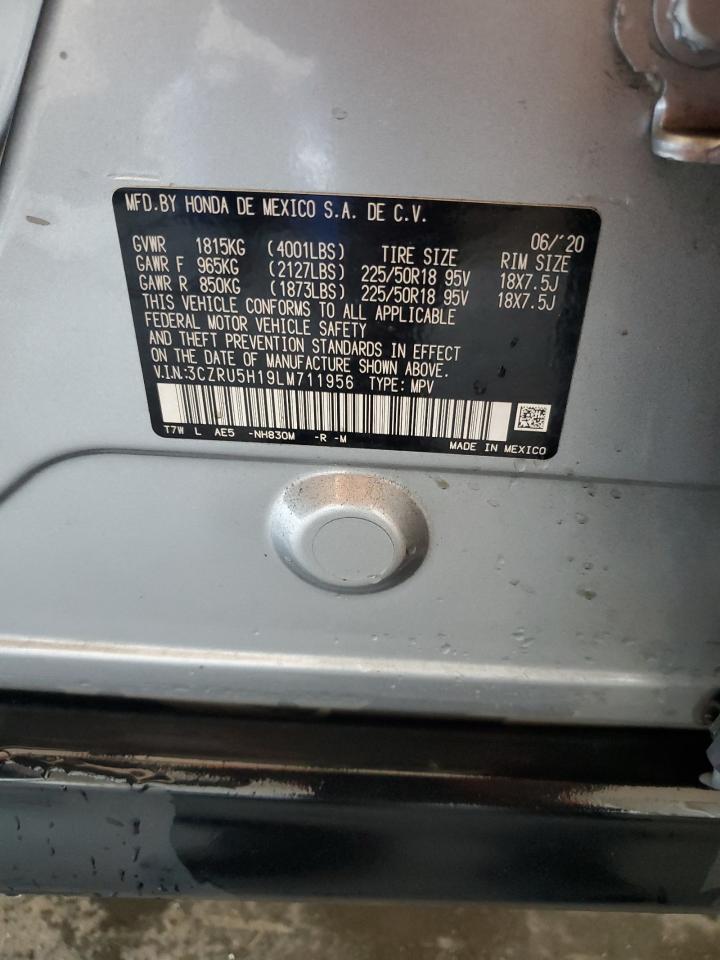 MFD.BY HONDA DE MEXICO S.A. DE C.V.
06/'20
GVWR 1815KG (4001LBS) TIRE SIZE RIM SIZE
GAWR F 965KG (2127LBS) 225/50R18 95V 18X7.5J
GAWR R 850KG (1873LBS) 225/50R18 95V 18X7.5J
THIS VEHICLE CONFORMS TO ALL APPLICABLE
FEDERAL MOTOR VEHICLE SAFETY
AND THEFT PREVENTION STANDARDS IN EFFECT
ON THE DATE OF MANUFACTURE SHOWN ABOVE.
V.I.N.:3CZRU5H19LM711956 TYPE: MPV
T7W L AE5 -NH830M -R -M
MADE IN MEXICO